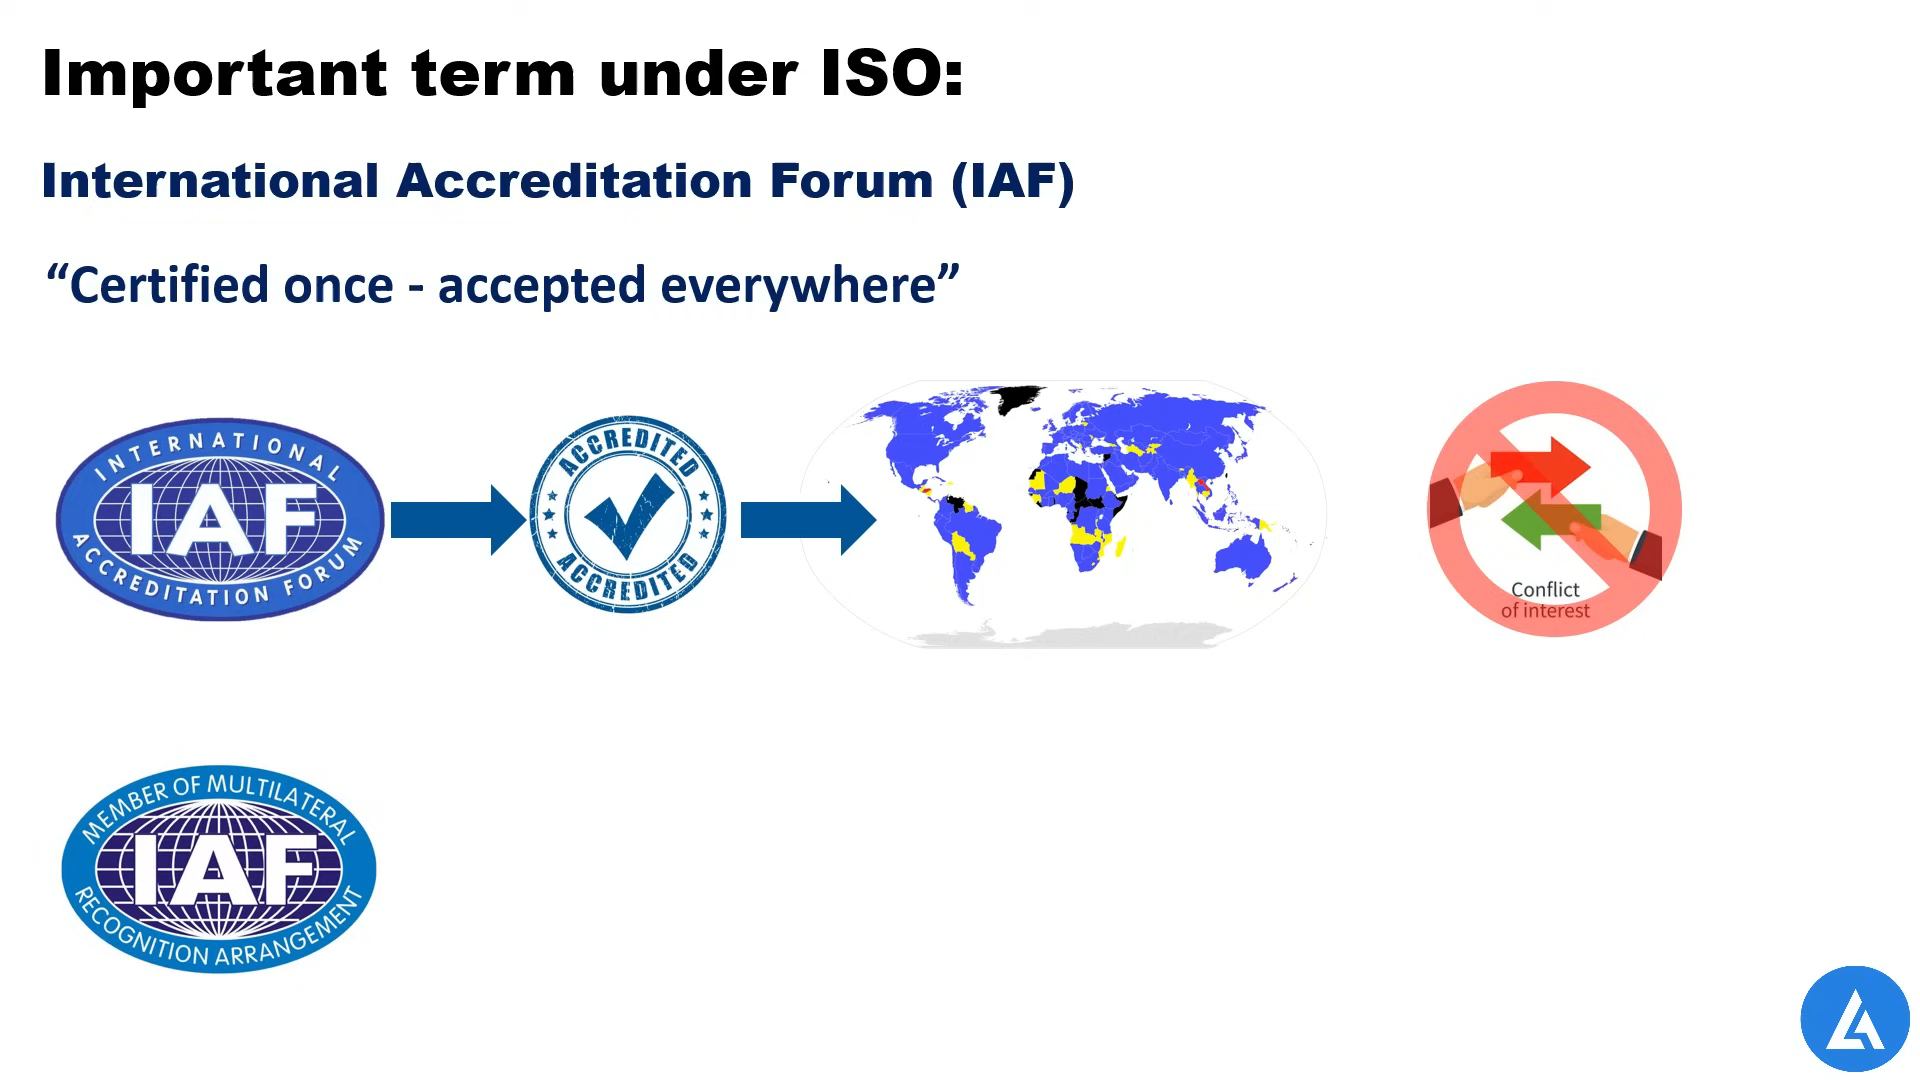 Important term under ISO:
International Accreditation Forum (IAF)
“Certified once - accepted everywhere”
INTERNATIONAL
IAF
ACCREDITATION FORUM
ACCREDITED
ACCREDITED
Conflict
of interest
MEMBER OF MULTILATERAL
IAF
RECOGNITION ARRANGEMENT